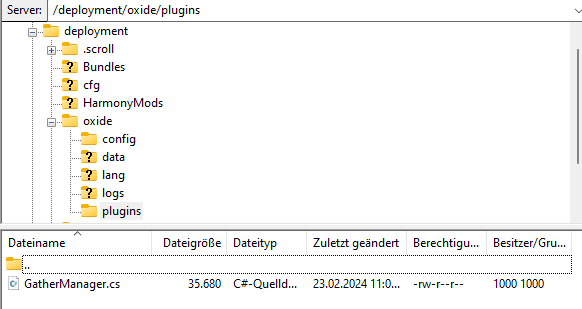 Server: /deployment/oxide/plugins
deployment
.scroll
Bundles
cfg
HarmonyMods
oxide
config
data
lang
logs
plugins
Dateiname Dateigröße Dateityp Zuletzt geändert Berechtigu... Besitzer/Gru...
..
GatherManager.cs 35.680 C#-Quelld... 23.02.2024 11:0... -rw-r--r-- 1000 1000